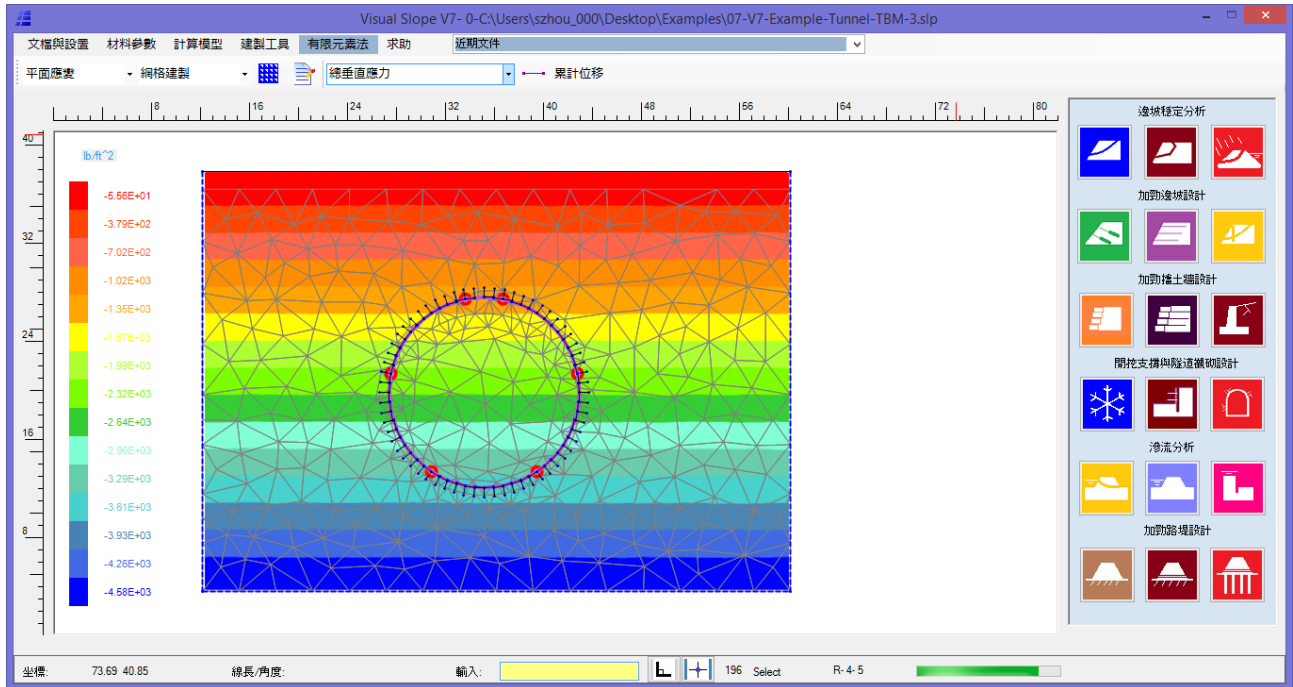 Visual Slope V7- 0-C:\Users\szhou_000\Desktop\Examples\07-V7-Example-Tunnel-TBM-3.slp
文檔與設置 材料參數 計算模型 建製工具 有限元素法 求助 近期文件
平面應變 網格建製 總垂直應力 累計位移
8 16 24 32 40 48 56 64 72 80
40
32
24
16
8
lb/ft^2
-5.56E+01
-3.79E+02
-7.02E+02
-1.02E+03
-1.35E+03
-1.67E+03
-1.99E+03
-2.32E+03
-2.64E+03
-2.96E+03
-3.29E+03
-3.61E+03
-3.93E+03
-4.26E+03
-4.58E+03
邊坡穩定分析
加勁邊坡設計
加勁擋土牆設計
開挖支撐與隧道襯砌設計
滲流分析
加勁路堤設計
坐標: 73.69 40.85 線長/角度: 輸入: 196 Select R- 4- 5